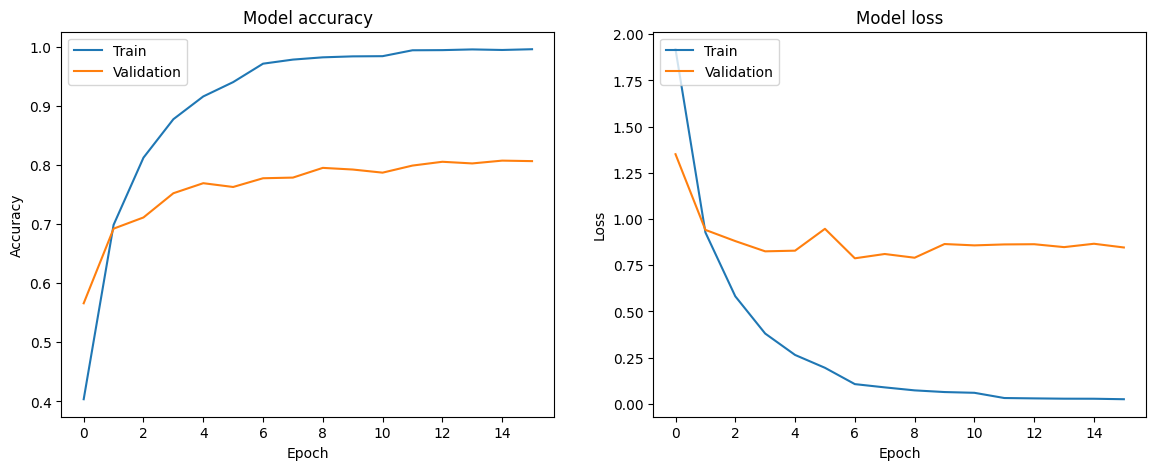 Model accuracy
Train
Validation
1.0
0.9
0.8
0.7
0.6
0.5
0.4
Accuracy
0 2 4 6 8 10 12 14
Epoch
Model loss
Train
Validation
2.00
1.75
1.50
1.25
1.00
0.75
0.50
0.25
0.00
Loss
0 2 4 6 8 10 12 14
Epoch